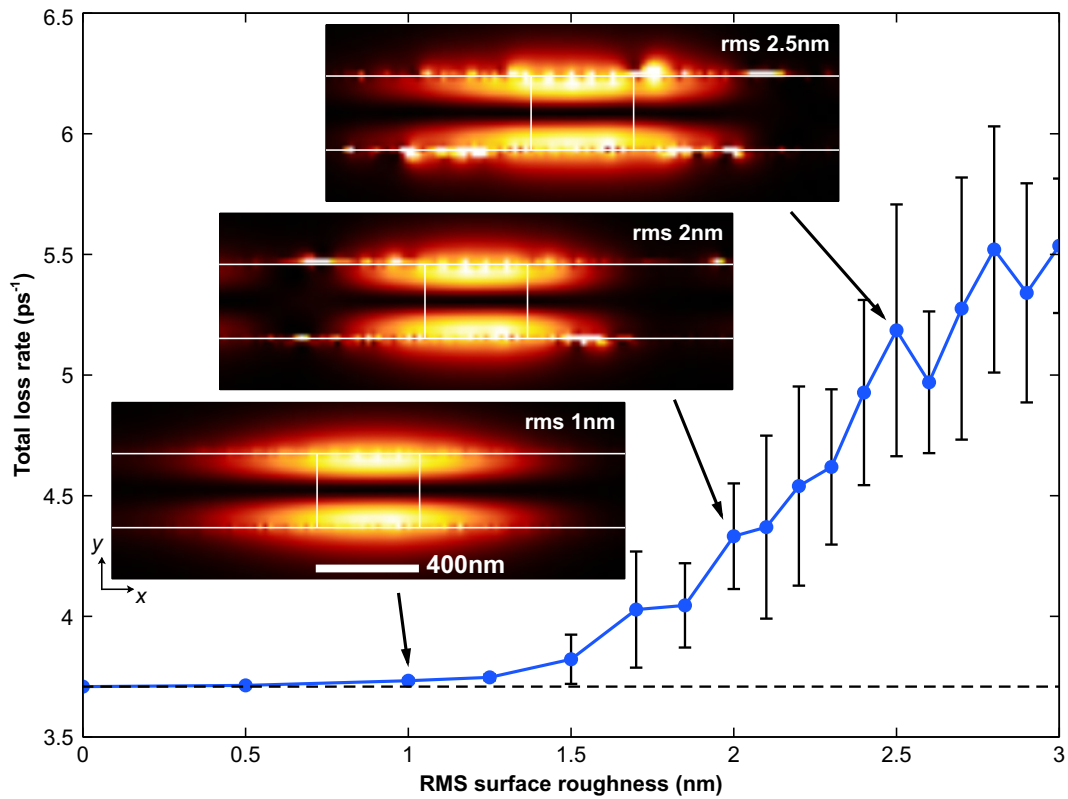 6.5
6
5.5
5
4.5
4
3.5
Total loss rate (ps⁻¹)
rms 2.5nm
rms 2nm
rms 1nm
400nm
y
x
0
0.5
1
1.5
2
2.5
3
RMS surface roughness (nm)